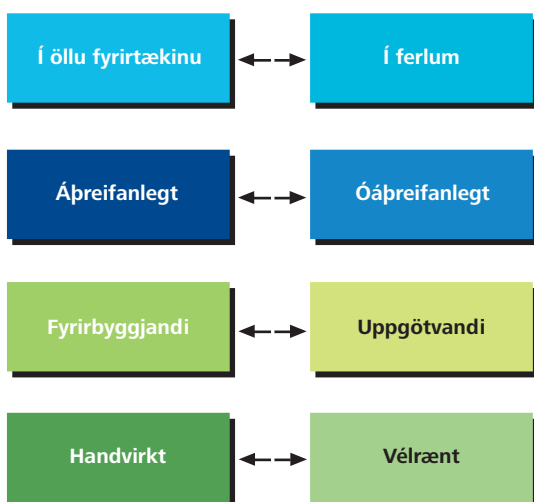 Í öllu fyrirtækinu
Í ferlum
Áþreifanlegt
Óáþreifanlegt
Fyrirbyggjandi
Uppgötvandi
Handvirkt
Vélrænt